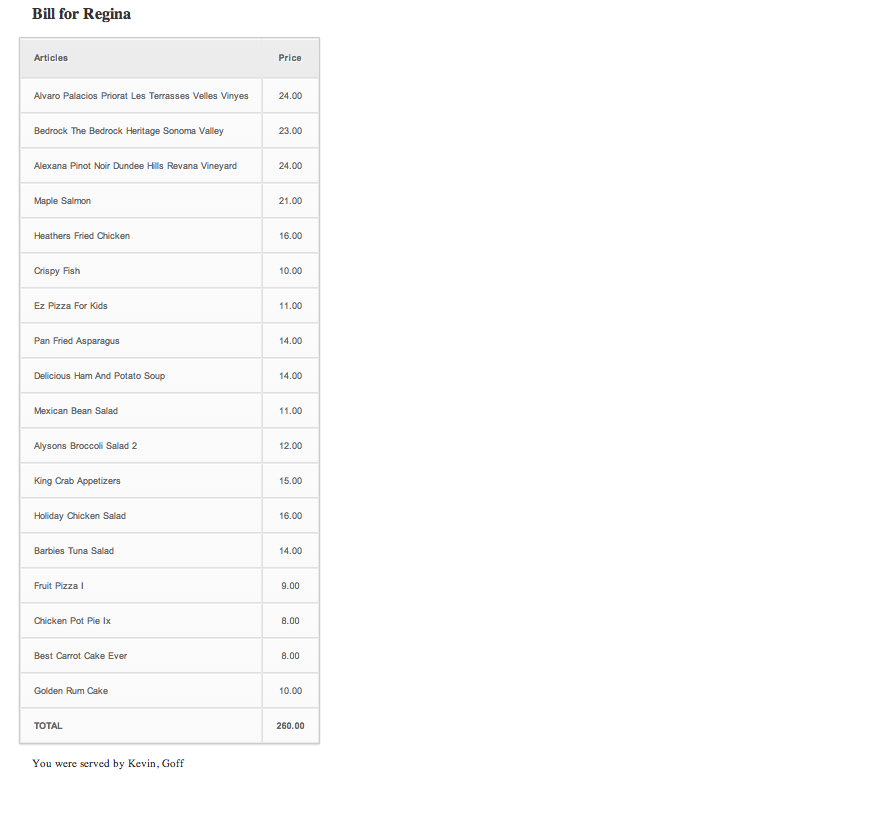 Bill for Regina
Articles Price
Alvaro Palacios Priorat Les Terrasses Velles Vinyes 24.00
Bedrock The Bedrock Heritage Sonoma Valley 23.00
Alexana Pinot Noir Dundee Hills Revana Vineyard 24.00
Maple Salmon 21.00
Heathers Fried Chicken 16.00
Crispy Fish 10.00
Ez Pizza For Kids 11.00
Pan Fried Asparagus 14.00
Delicious Ham And Potato Soup 14.00
Mexican Bean Salad 11.00
Alysons Broccoli Salad 2 12.00
King Crab Appetizers 15.00
Holiday Chicken Salad 16.00
Barbies Tuna Salad 14.00
Fruit Pizza I 9.00
Chicken Pot Pie Ix 8.00
Best Carrot Cake Ever 8.00
Golden Rum Cake 10.00
TOTAL 260.00
You were served by Kevin, Goff